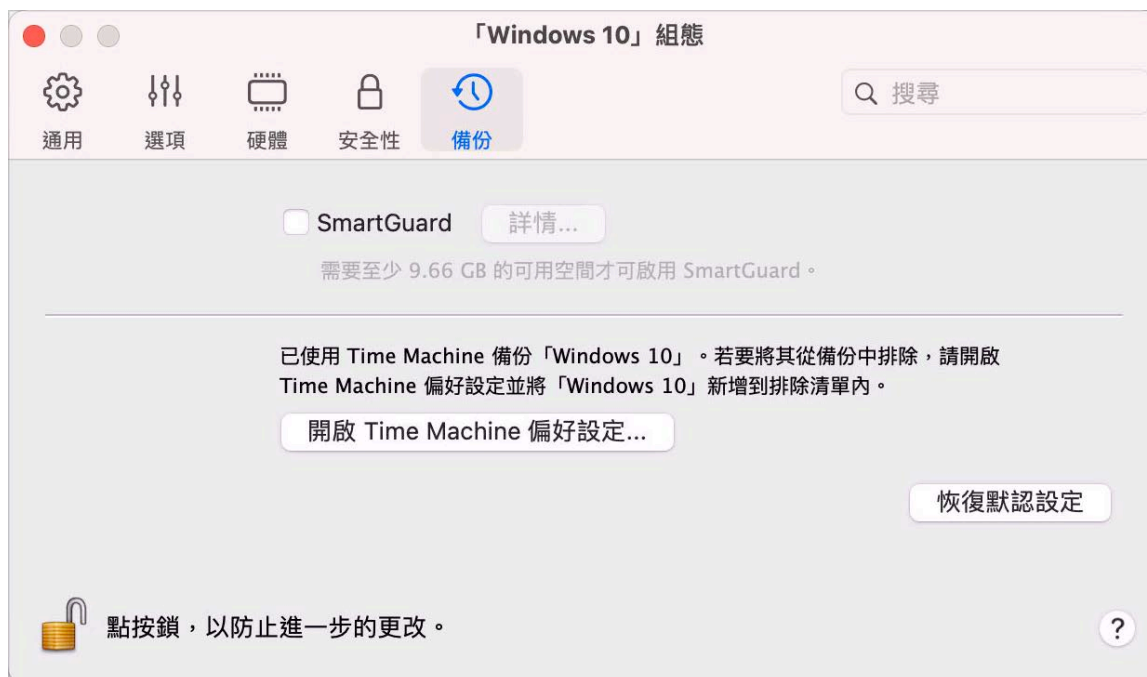 「Windows 10」組態
通用
選項
硬體
安全性
備份
搜尋
SmartGuard
詳情...
需要至少 9.66 GB 的可用空間才可啟用 SmartGuard。
已使用 Time Machine 備份「Windows 10」。若要將其從備份中排除，請開啟
Time Machine 偏好設定並將「Windows 10」新增到排除清單內。
開啟 Time Machine 偏好設定...
恢復默認設定
點按鎖，以防止進一步的更改。
?